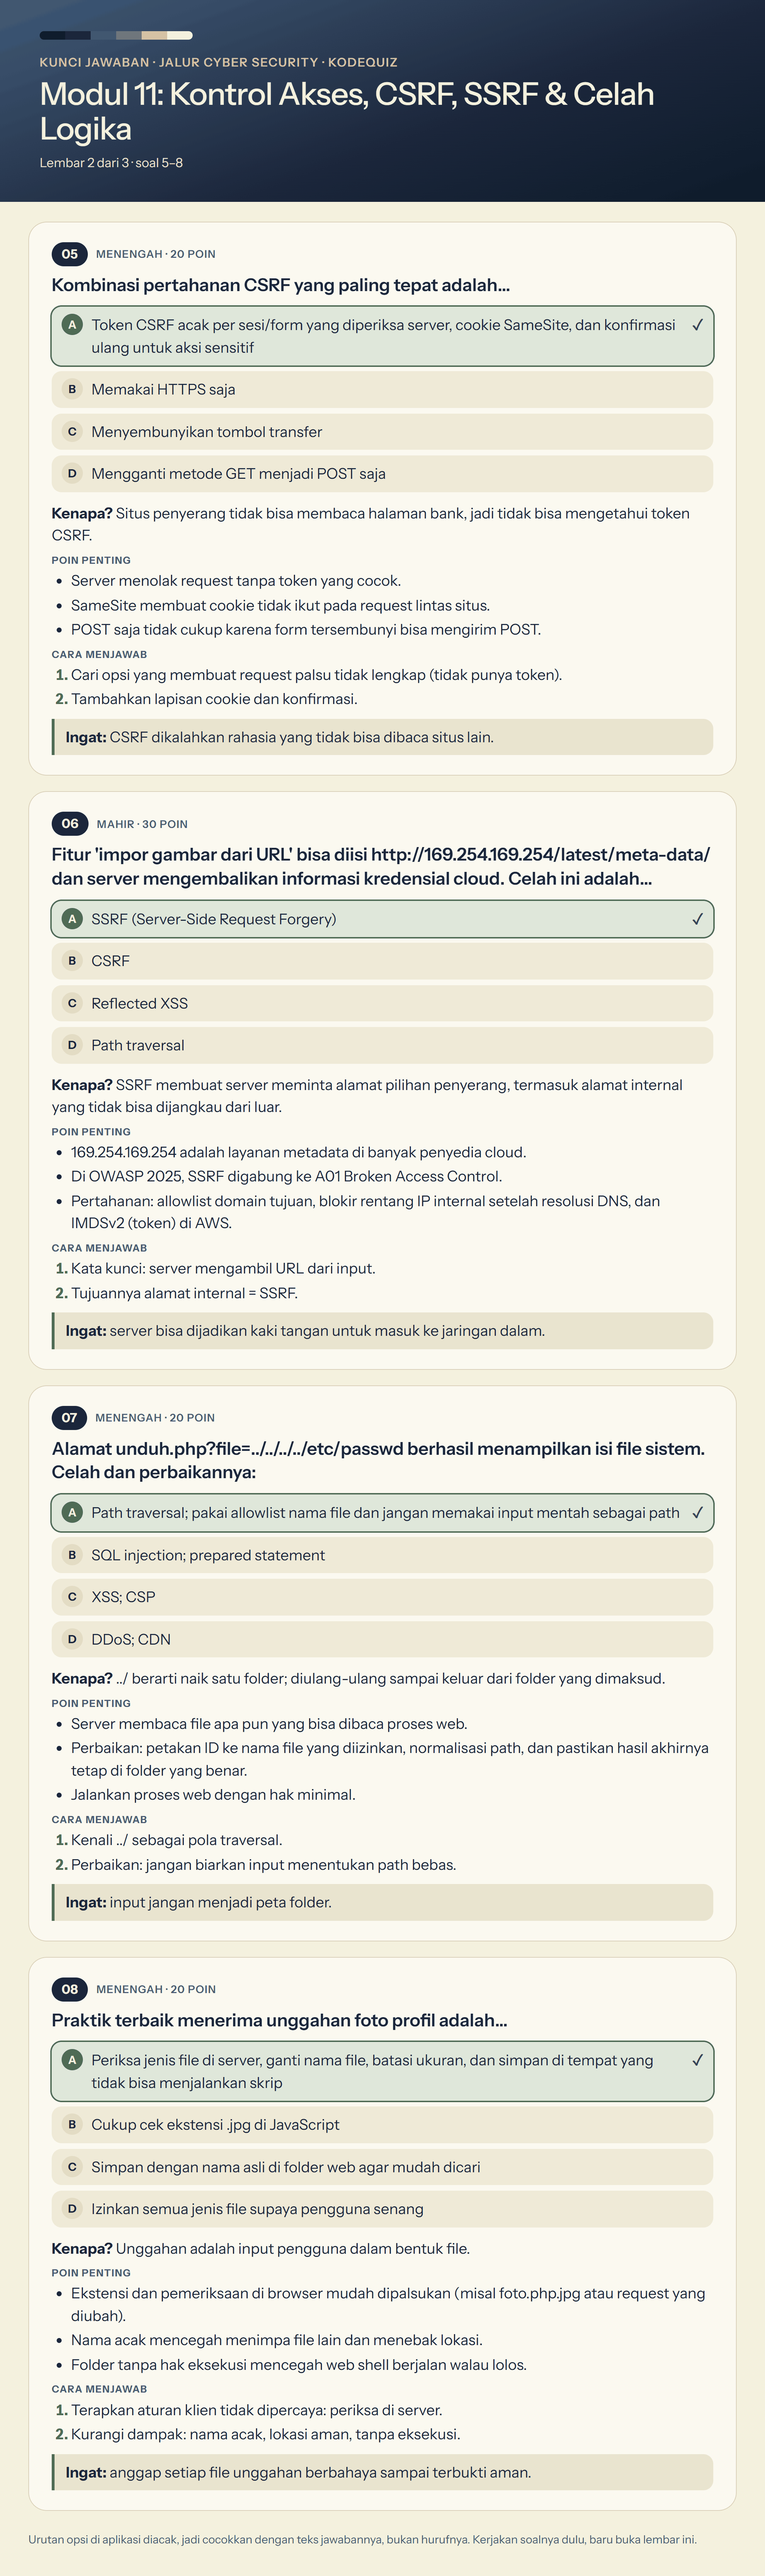 KUNCI JAWABAN · JALUR CYBER SECURITY · KODEQUIZ
Modul 11: Kontrol Akses, CSRF, SSRF & Celah
Logika
Lembar 2 dari 3 · soal 5–8
05 MENENGAH · 20 POIN
Kombinasi pertahanan CSRF yang paling tepat adalah...
A Token CSRF acak per sesi/form yang diperiksa server, cookie SameSite, dan konfirmasi ✓
ulang untuk aksi sensitif
B Memakai HTTPS saja
C Menyembunyikan tombol transfer
D Mengganti metode GET menjadi POST saja
Kenapa? Situs penyerang tidak bisa membaca halaman bank, jadi tidak bisa mengetahui token
CSRF.
POIN PENTING
• Server menolak request tanpa token yang cocok.
• SameSite membuat cookie tidak ikut pada request lintas situs.
• POST saja tidak cukup karena form tersembunyi bisa mengirim POST.
CARA MENJAWAB
1. Cari opsi yang membuat request palsu tidak lengkap (tidak punya token).
2. Tambahkan lapisan cookie dan konfirmasi.
Ingat: CSRF dikalahkan rahasia yang tidak bisa dibaca situs lain.
06 MAHIR · 30 POIN
Fitur 'impor gambar dari URL' bisa diisi http://169.254.169.254/latest/meta-data/
dan server mengembalikan informasi kredensial cloud. Celah ini adalah...
A SSRF (Server-Side Request Forgery) ✓
B CSRF
C Reflected XSS
D Path traversal
Kenapa? SSRF membuat server meminta alamat pilihan penyerang, termasuk alamat internal
yang tidak bisa dijangkau dari luar.
POIN PENTING
• 169.254.169.254 adalah layanan metadata di banyak penyedia cloud.
• Di OWASP 2025, SSRF digabung ke A01 Broken Access Control.
• Pertahanan: allowlist domain tujuan, blokir rentang IP internal setelah resolusi DNS, dan
IMDSv2 (token) di AWS.
CARA MENJAWAB
1. Kata kunci: server mengambil URL dari input.
2. Tujuannya alamat internal = SSRF.
Ingat: server bisa dijadikan kaki tangan untuk masuk ke jaringan dalam.
07 MENENGAH · 20 POIN
Alamat unduh.php?file=../../../../etc/passwd berhasil menampilkan isi file sistem.
Celah dan perbaikannya:
A Path traversal; pakai allowlist nama file dan jangan memakai input mentah sebagai path ✓
B SQL injection; prepared statement
C XSS; CSP
D DDoS; CDN
Kenapa? ../ berarti naik satu folder; diulang-ulang sampai keluar dari folder yang dimaksud.
POIN PENTING
• Server membaca file apa pun yang bisa dibaca proses web.
• Perbaikan: petakan ID ke nama file yang diizinkan, normalisasi path, dan pastikan hasil akhirnya
tetap di folder yang benar.
• Jalankan proses web dengan hak minimal.
CARA MENJAWAB
1. Kenali ../ sebagai pola traversal.
2. Perbaikan: jangan biarkan input menentukan path bebas.
Ingat: input jangan menjadi peta folder.
08 MENENGAH · 20 POIN
Praktik terbaik menerima unggahan foto profil adalah...
A Periksa jenis file di server, ganti nama file, batasi ukuran, dan simpan di tempat yang ✓
tidak bisa menjalankan skrip
B Cukup cek ekstensi .jpg di JavaScript
C Simpan dengan nama asli di folder web agar mudah dicari
D Izinkan semua jenis file supaya pengguna senang
Kenapa? Unggahan adalah input pengguna dalam bentuk file.
POIN PENTING
• Ekstensi dan pemeriksaan di browser mudah dipalsukan (misal foto.php.jpg atau request yang
diubah).
• Nama acak mencegah menimpa file lain dan menebak lokasi.
• Folder tanpa hak eksekusi mencegah web shell berjalan walau lolos.
CARA MENJAWAB
1. Terapkan aturan klien tidak dipercaya: periksa di server.
2. Kurangi dampak: nama acak, lokasi aman, tanpa eksekusi.
Ingat: anggap setiap file unggahan berbahaya sampai terbukti aman.
Urutan opsi di aplikasi diacak, jadi cocokkan dengan teks jawabannya, bukan hurufnya. Kerjakan soalnya dulu, baru buka lembar ini.